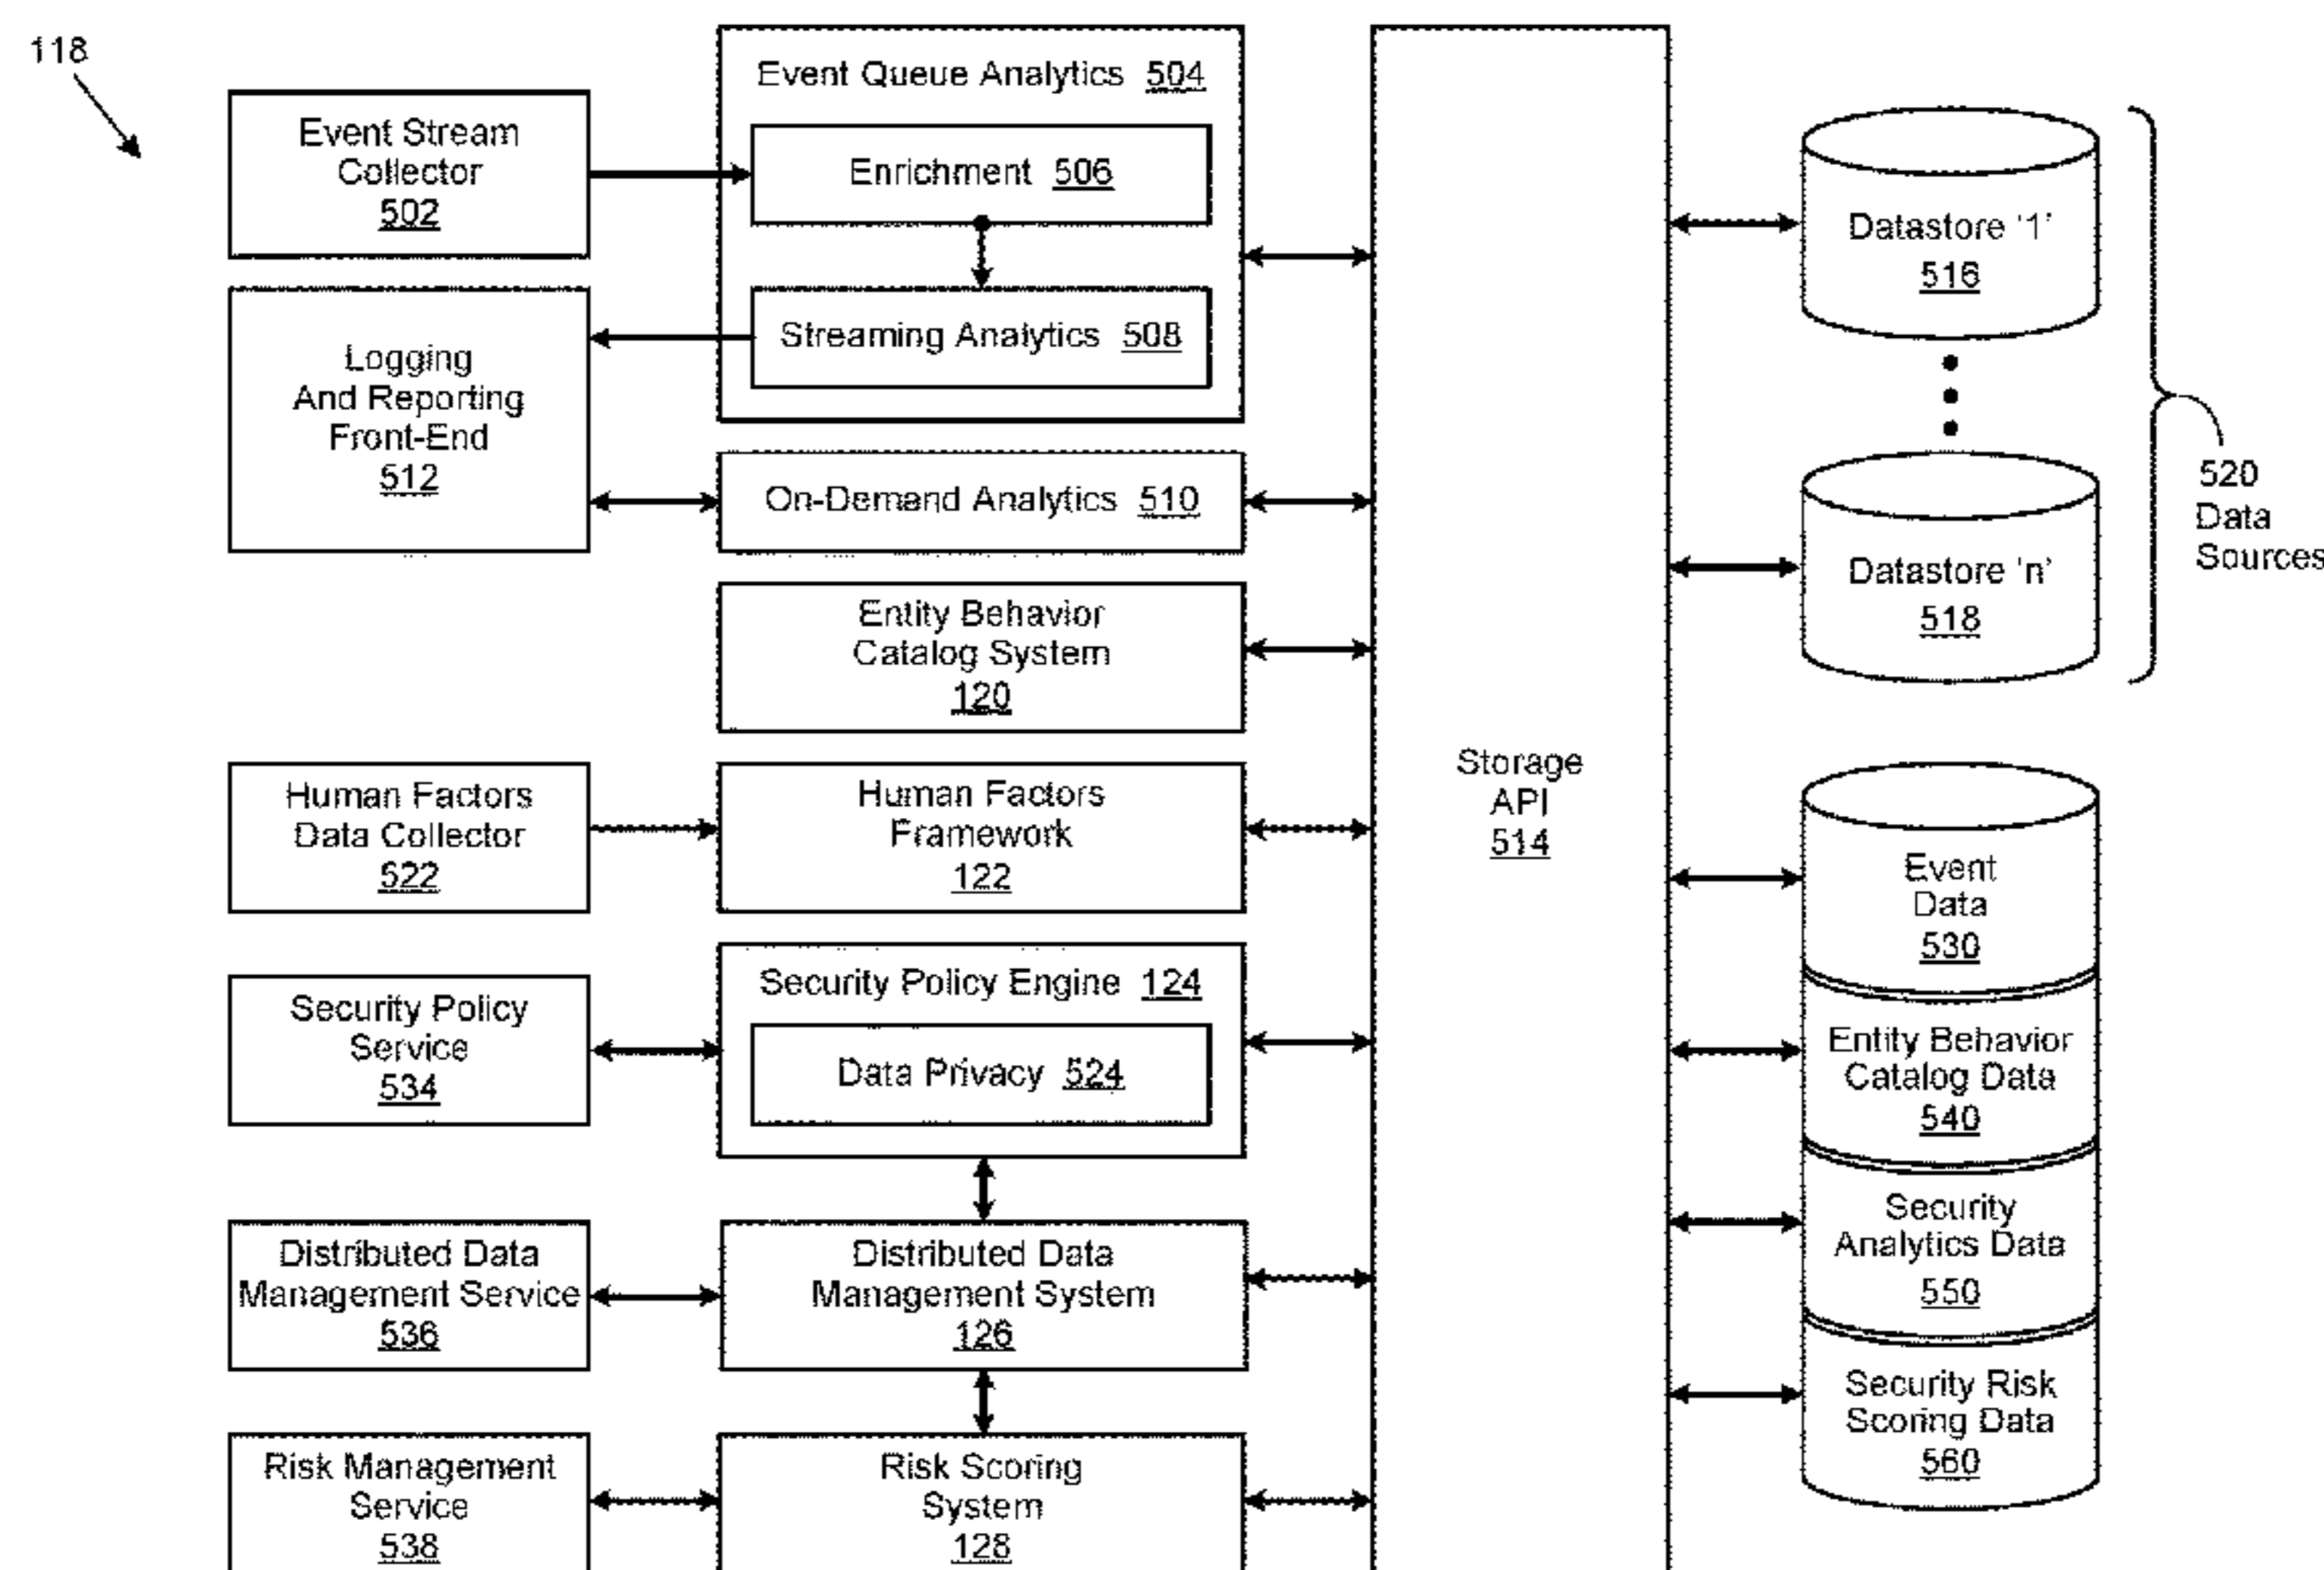 118
Event Stream
Collector
502
Event Queue Analytics 504
Enrichment 506
Streaming Analytics 508
Logging
And Reporting
Front-End
512
On-Demand Analytics 510
Entity Behavior
Catalog System
120
Human Factors
Data Collector
522
Human Factors
Framework
122
Security Policy
Service
534
Security Policy Engine 124
Data Privacy 524
Distributed Data
Management Service
536
Distributed Data
Management System
126
Risk Management
Service
538
Risk Scoring
System
128
Storage
API
514
Datastore '1'
516
Datastore 'n'
518
520
Data
Sources
Event
Data
530
Entity Behavior
Catalog Data
540
Security
Analytics Data
550
Security Risk
Scoring Data
560